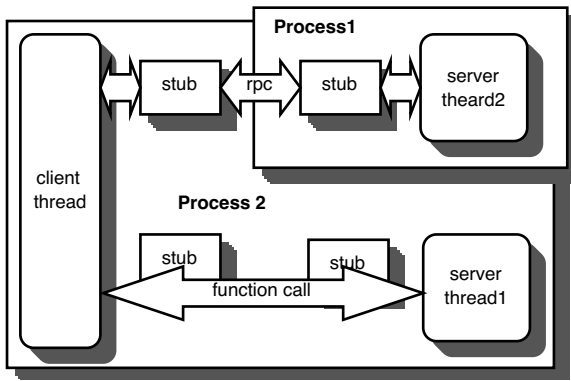 Process1
stub
rpc
stub
server
theard2
client
thread
Process 2
stub
stub
function call
server
thread1